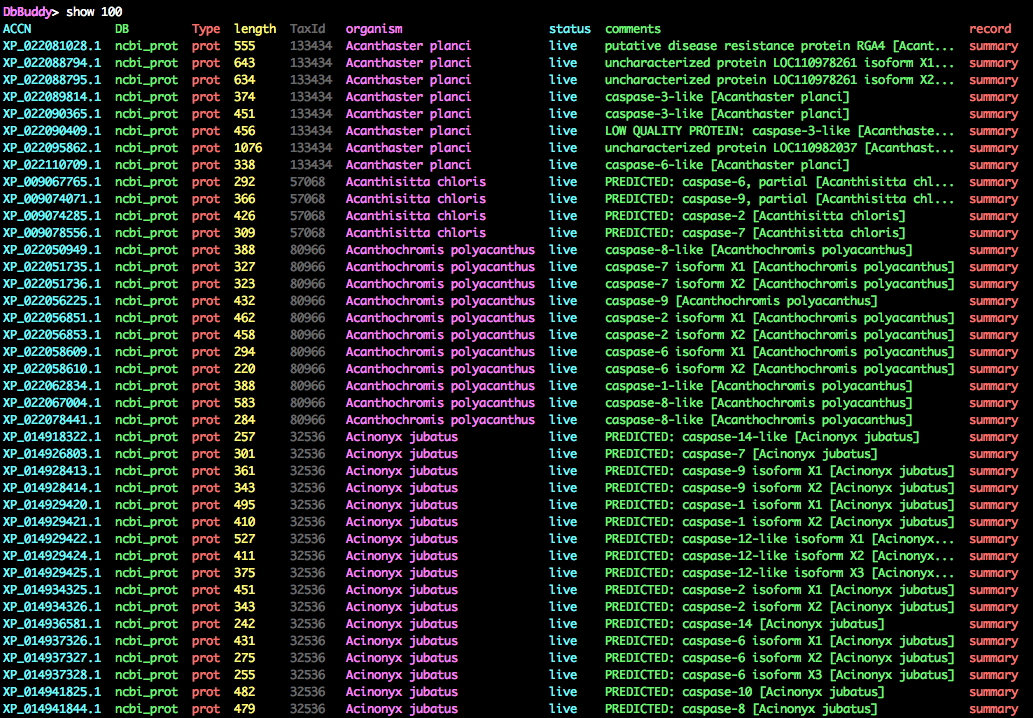 DbBuddy> show 100
ACCN DB Type length TaxId organism status comments record
XP_022081028.1 ncbi_prot prot 555 133434 Acanthaster planci live putative disease resistance protein RGA4 [Acant... summary
XP_022088794.1 ncbi_prot prot 643 133434 Acanthaster planci live uncharacterized protein LOC110978261 isoform X1... summary
XP_022088795.1 ncbi_prot prot 634 133434 Acanthaster planci live uncharacterized protein LOC110978261 isoform X2... summary
XP_022089814.1 ncbi_prot prot 374 133434 Acanthaster planci live caspase-3-like [Acanthaster planci] summary
XP_022090365.1 ncbi_prot prot 451 133434 Acanthaster planci live caspase-3-like [Acanthaster planci] summary
XP_022090409.1 ncbi_prot prot 456 133434 Acanthaster planci live LOW QUALITY PROTEIN: caspase-3-like [Acanthaste... summary
XP_022095862.1 ncbi_prot prot 1076 133434 Acanthaster planci live uncharacterized protein LOC110982037 [Acanthast... summary
XP_022110709.1 ncbi_prot prot 338 133434 Acanthaster planci live caspase-6-like [Acanthaster planci] summary
XP_009067765.1 ncbi_prot prot 292 57068 Acanthisitta chloris live PREDICTED: caspase-6, partial [Acanthisitta chl... summary
XP_009074071.1 ncbi_prot prot 366 57068 Acanthisitta chloris live PREDICTED: caspase-9, partial [Acanthisitta chl... summary
XP_009074285.1 ncbi_prot prot 426 57068 Acanthisitta chloris live PREDICTED: caspase-2 [Acanthisitta chloris] summary
XP_009078556.1 ncbi_prot prot 309 57068 Acanthisitta chloris live PREDICTED: caspase-7 [Acanthisitta chloris] summary
XP_022050949.1 ncbi_prot prot 388 80966 Acanthochromis polyacanthus live caspase-8-like [Acanthochromis polyacanthus] summary
XP_022051735.1 ncbi_prot prot 327 80966 Acanthochromis polyacanthus live caspase-7 isoform X1 [Acanthochromis polyacanthus] summary
XP_022051736.1 ncbi_prot prot 323 80966 Acanthochromis polyacanthus live caspase-7 isoform X2 [Acanthochromis polyacanthus] summary
XP_022056225.1 ncbi_prot prot 432 80966 Acanthochromis polyacanthus live caspase-9 [Acanthochromis polyacanthus] summary
XP_022056851.1 ncbi_prot prot 462 80966 Acanthochromis polyacanthus live caspase-2 isoform X1 [Acanthochromis polyacanthus] summary
XP_022056853.1 ncbi_prot prot 458 80966 Acanthochromis polyacanthus live caspase-2 isoform X2 [Acanthochromis polyacanthus] summary
XP_022058609.1 ncbi_prot prot 294 80966 Acanthochromis polyacanthus live caspase-6 isoform X1 [Acanthochromis polyacanthus] summary
XP_022058610.1 ncbi_prot prot 220 80966 Acanthochromis polyacanthus live caspase-6 isoform X2 [Acanthochromis polyacanthus] summary
XP_022062834.1 ncbi_prot prot 388 80966 Acanthochromis polyacanthus live caspase-1-like [Acanthochromis polyacanthus] summary
XP_022067004.1 ncbi_prot prot 583 80966 Acanthochromis polyacanthus live caspase-8-like [Acanthochromis polyacanthus] summary
XP_022078441.1 ncbi_prot prot 284 80966 Acanthochromis polyacanthus live caspase-8-like [Acanthochromis polyacanthus] summary
XP_014918322.1 ncbi_prot prot 257 32536 Acinonyx jubatus live PREDICTED: caspase-14-like [Acinonyx jubatus] summary
XP_014926803.1 ncbi_prot prot 301 32536 Acinonyx jubatus live PREDICTED: caspase-7 [Acinonyx jubatus] summary
XP_014928413.1 ncbi_prot prot 361 32536 Acinonyx jubatus live PREDICTED: caspase-9 isoform X1 [Acinonyx jubatus] summary
XP_014928414.1 ncbi_prot prot 343 32536 Acinonyx jubatus live PREDICTED: caspase-9 isoform X2 [Acinonyx jubatus] summary
XP_014929420.1 ncbi_prot prot 495 32536 Acinonyx jubatus live PREDICTED: caspase-1 isoform X1 [Acinonyx jubatus] summary
XP_014929421.1 ncbi_prot prot 410 32536 Acinonyx jubatus live PREDICTED: caspase-1 isoform X2 [Acinonyx jubatus] summary
XP_014929422.1 ncbi_prot prot 527 32536 Acinonyx jubatus live PREDICTED: caspase-12-like isoform X1 [Acinonyx... summary
XP_014929424.1 ncbi_prot prot 411 32536 Acinonyx jubatus live PREDICTED: caspase-12-like isoform X2 [Acinonyx... summary
XP_014929425.1 ncbi_prot prot 375 32536 Acinonyx jubatus live PREDICTED: caspase-12-like isoform X3 [Acinonyx... summary
XP_014934325.1 ncbi_prot prot 451 32536 Acinonyx jubatus live PREDICTED: caspase-2 isoform X1 [Acinonyx jubatus] summary
XP_014934326.1 ncbi_prot prot 343 32536 Acinonyx jubatus live PREDICTED: caspase-2 isoform X2 [Acinonyx jubatus] summary
XP_014936581.1 ncbi_prot prot 242 32536 Acinonyx jubatus live PREDICTED: caspase-14 [Acinonyx jubatus] summary
XP_014937326.1 ncbi_prot prot 431 32536 Acinonyx jubatus live PREDICTED: caspase-6 isoform X1 [Acinonyx jubatus] summary
XP_014937327.1 ncbi_prot prot 275 32536 Acinonyx jubatus live PREDICTED: caspase-6 isoform X2 [Acinonyx jubatus] summary
XP_014937328.1 ncbi_prot prot 255 32536 Acinonyx jubatus live PREDICTED: caspase-6 isoform X3 [Acinonyx jubatus] summary
XP_014941825.1 ncbi_prot prot 482 32536 Acinonyx jubatus live PREDICTED: caspase-10 [Acinonyx jubatus] summary
XP_014941844.1 ncbi_prot prot 479 32536 Acinonyx jubatus live PREDICTED: caspase-8 [Acinonyx jubatus] summary